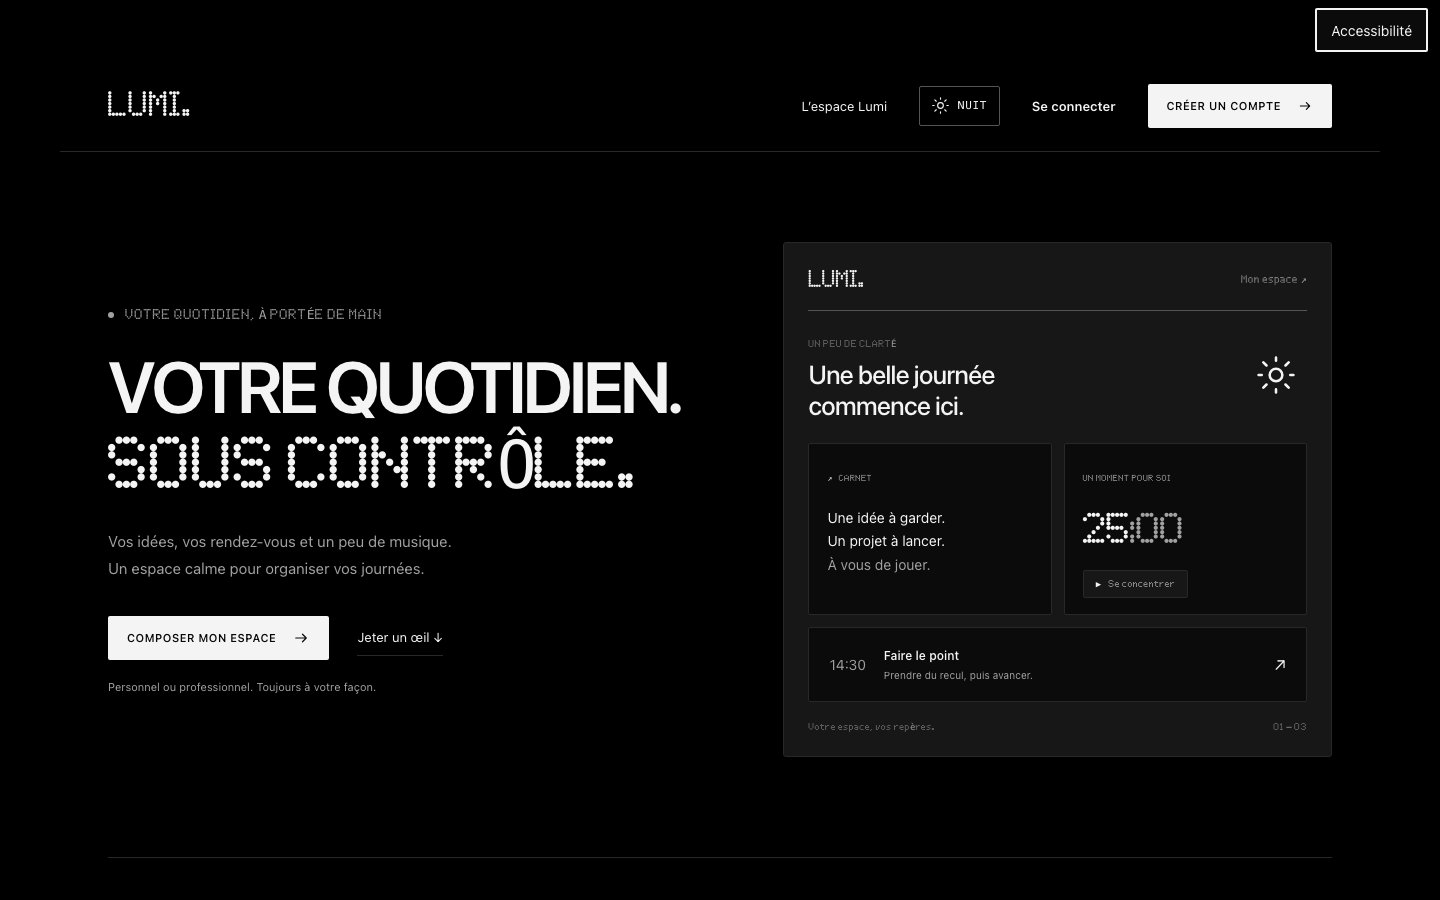 Accessibilité
LUMI.
L'espace Lumi
NUIT
Se connecter
CRÉER UN COMPTE →
VOTRE QUOTIDIEN, À PORTÉE DE MAIN
VOTRE QUOTIDIEN.
SOUS CONTRÔLE.
Vos idées, vos rendez-vous et un peu de musique.
Un espace calme pour organiser vos journées.
COMPOSER MON ESPACE →
Jeter un œil ↓
Personnel ou professionnel. Toujours à votre façon.
LUMI.
Mon espace ↗
UN PEU DE CLARTÉ
Une belle journée
commence ici.
↗ CARNET
Une idée à garder.
Un projet à lancer.
À vous de jouer.
UN MOMENT POUR SOI
25:00
▶ Se concentrer
14:30
Faire le point
Prendre du recul, puis avancer.
↗
Votre espace, vos repères.
01—03